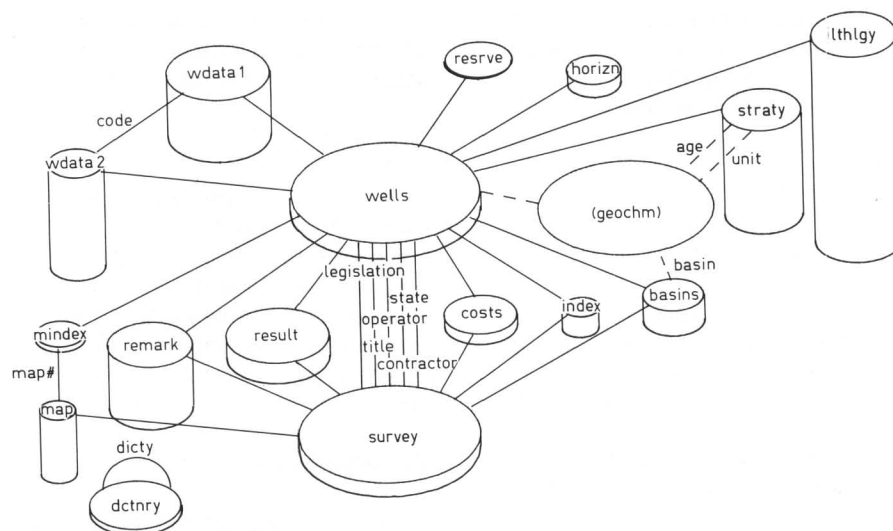 lthlgy
resrve
wdata1
horizn
straty
code
age
wdata2
unit
wells
(geochm)
basin
legislation
state
basins
index
costs
operator
mindex
remark
result
title
contractor
map#
map
survey
dicty
dctnry